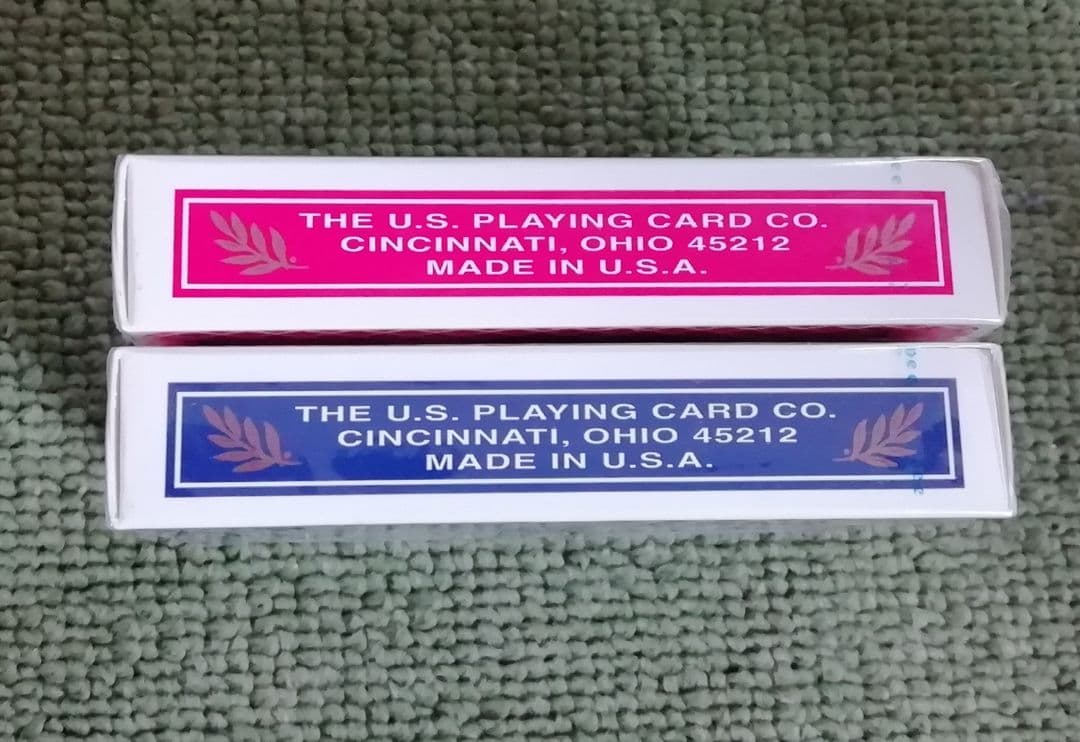 THE U.S. PLAYING CARD CO.
CINCINNATI, OHIO 45212
MADE IN U.S.A.
THE U.S. PLAYING CARD CO.
CINCINNATI, OHIO 45212
MADE IN U.S.A.